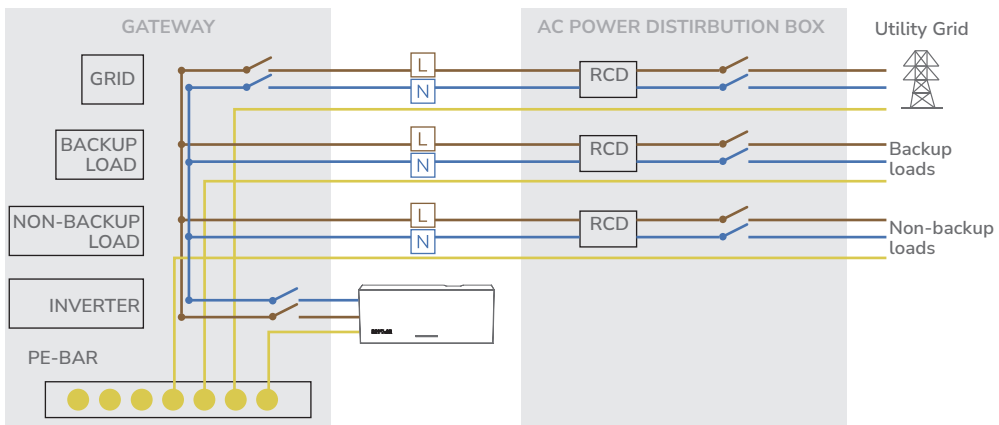 GATEWAY
AC POWER DISTIRBUTION BOX
Utility Grid
GRID
L
N
RCD
BACKUP
LOAD
L
N
RCD
Backup
loads
NON-BACKUP
LOAD
L
N
RCD
Non-backup
loads
INVERTER
PE-BAR